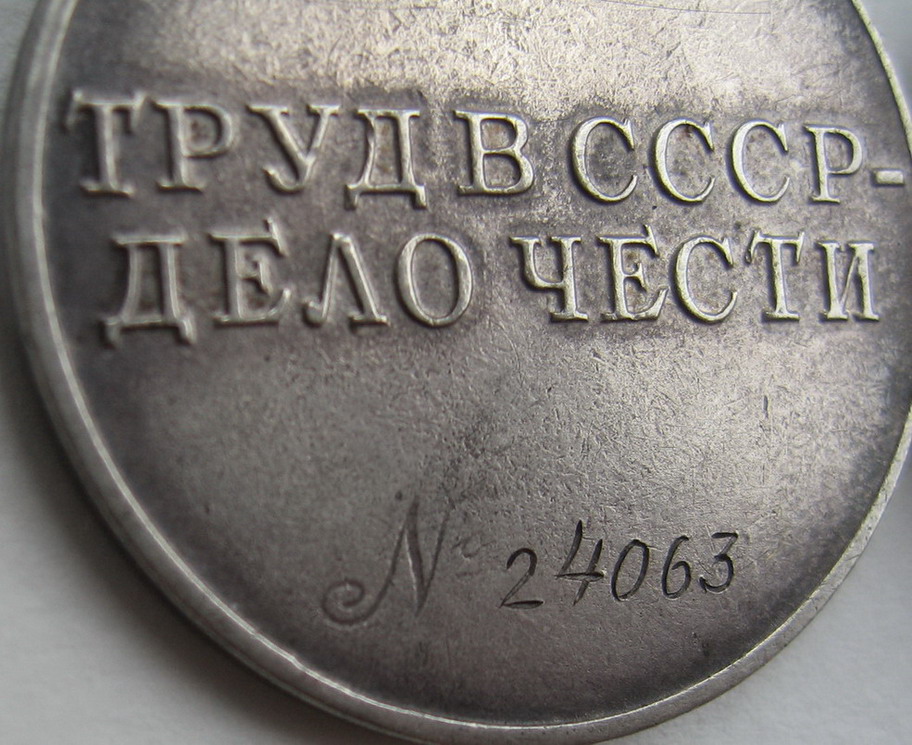 ТРУД В СССР-
ДЕЛО ЧЕСТИ
№ 24063